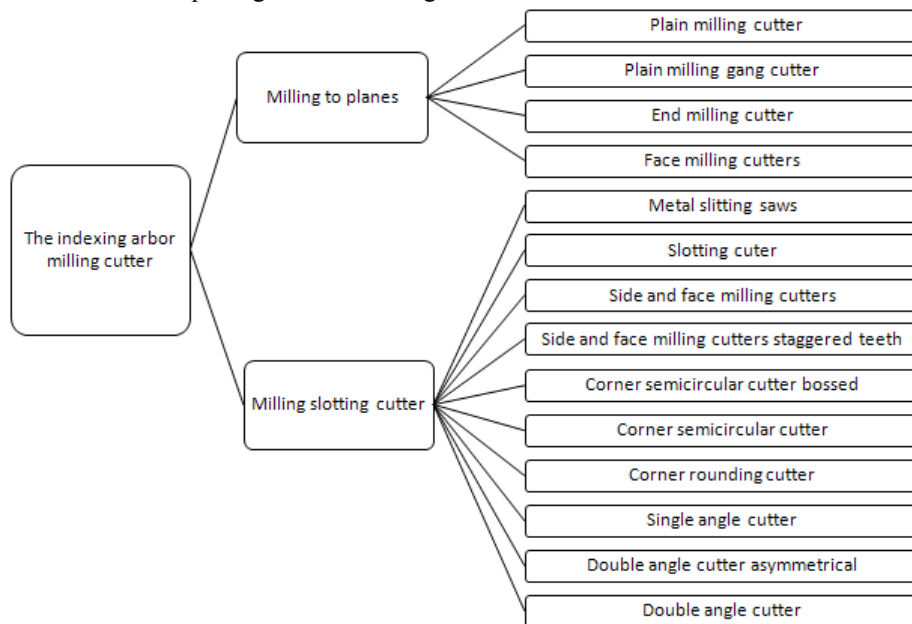 Plain milling cutter
Plain milling gang cutter
Milling to planes
End milling cutter
Face milling cutters
Metal slitting saws
The indexing arbor
milling cutter
Slotting cuter
Side and face milling cutters
Side and face milling cutters staggered teeth
Milling slotting cutter
Corner semicircular cutter bossed
Corner semicircular cutter
Corner rounding cutter
Single angle cutter
Double angle cutter asymmetrical
Double angle cutter